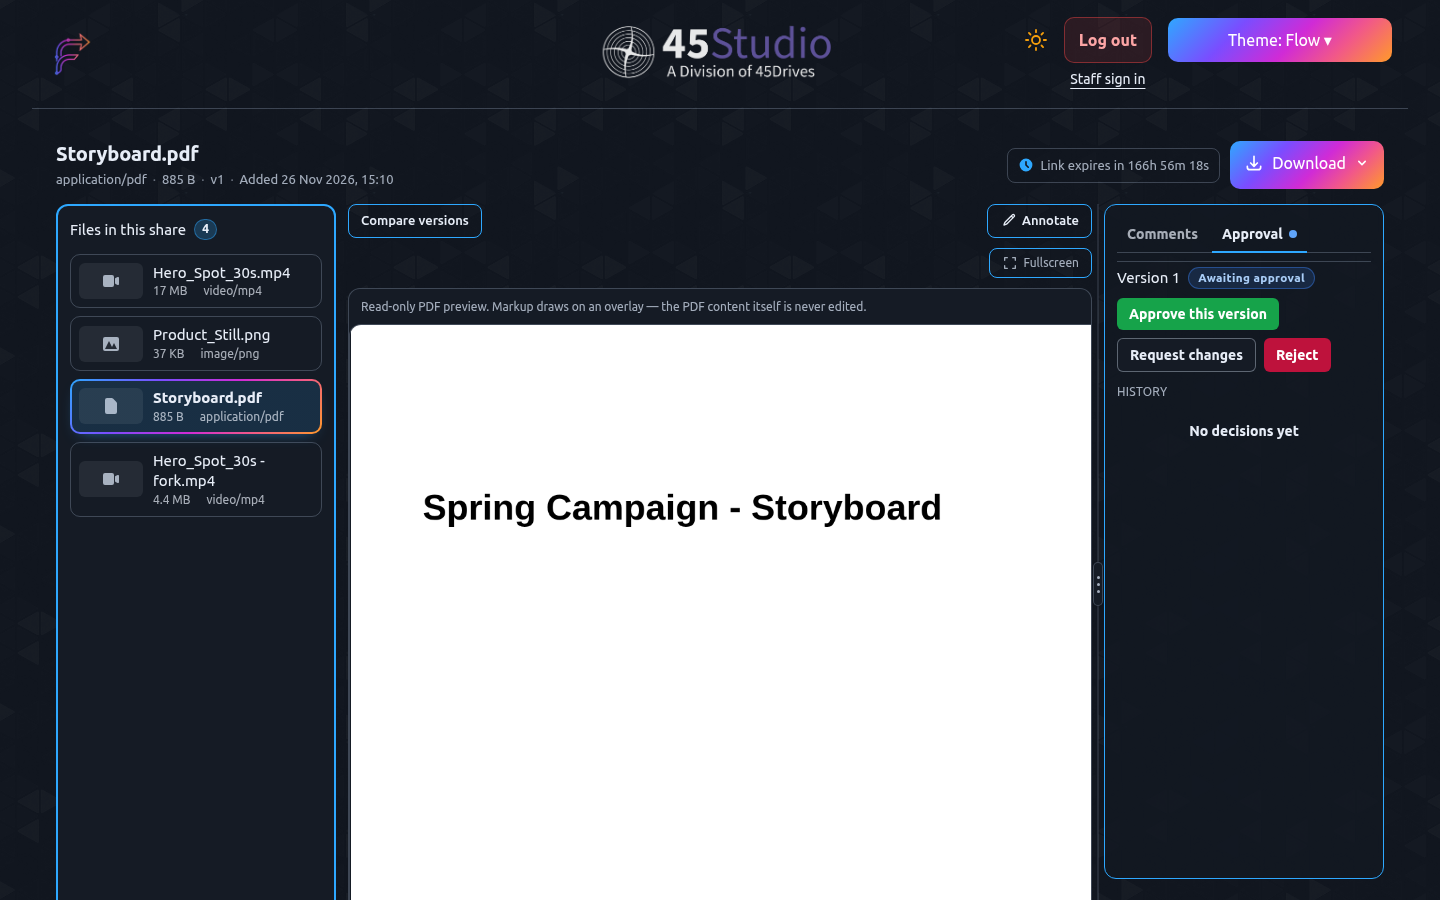 45Studio
A Division of 45Drives
Log out
Staff sign in
Theme: Flow ▾
Storyboard.pdf
application/pdf · 885 B · v1 · Added 26 Nov 2026, 15:10
Link expires in 166h 56m 18s
Download
Files in this share 4
Hero_Spot_30s.mp4
17 MB video/mp4
Product_Still.png
37 KB image/png
Storyboard.pdf
885 B application/pdf
Hero_Spot_30s -
fork.mp4
4.4 MB video/mp4
Compare versions
Annotate
Fullscreen
Read-only PDF preview. Markup draws on an overlay — the PDF content itself is never edited.
Spring Campaign - Storyboard
Comments Approval
Version 1 Awaiting approval
Approve this version
Request changes Reject
HISTORY
No decisions yet